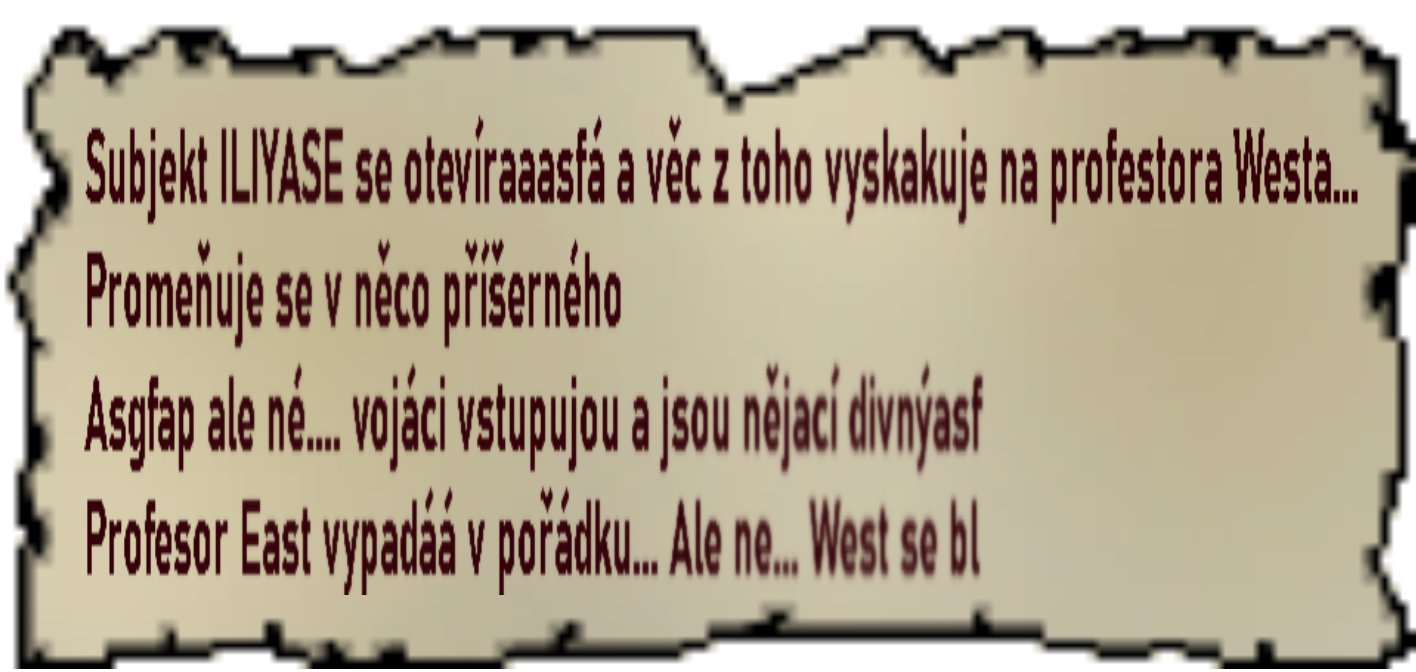 Subjekt ILIYASE se otevíraaasfá a věc z toho vyskakuje na profestora Westa...
Promeňuje se v něco příšerného
Asgfap ale né.... vojáci vstupujou a jsou nějací divnýasf
Profesor East vypadáá v pořádku... Ale ne... West se bl